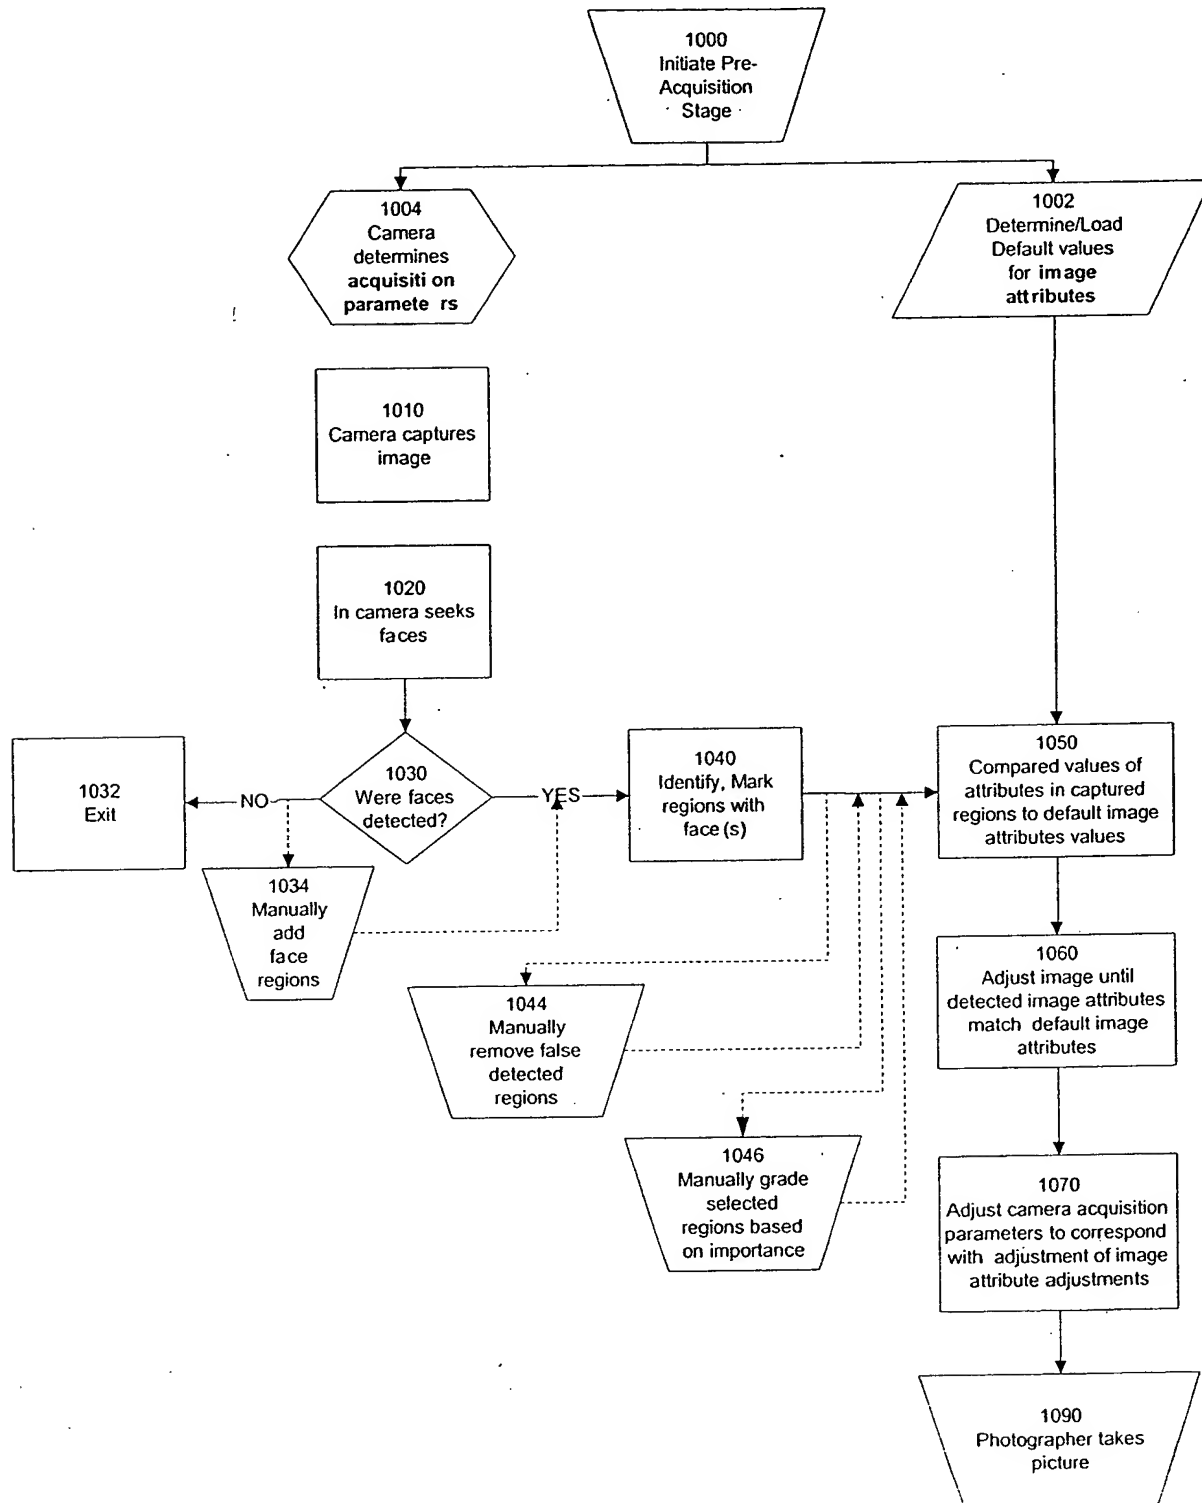 1000
Initiate Pre-
Acquisition
Stage
1004
Camera
determines
acquisiti on
paramete rs
1002
Determine/Load
Default values
for image
attributes
1010
Camera captures
image
1020
In camera seeks
faces
1032
Exit
NO
1030
Were faces
detected?
YES
1040
Identify, Mark
regions with
face (s)
1050
Compared values of
attributes in captured
regions to default image
attributes values
1034
Manually
add
face
regions
1044
Manually
remove false
detected
regions
1060
Adjust image until
detected image attributes
match default image
attributes
1046
Manually grade
selected
regions based
on importance
1070
Adjust camera acquisition
parameters to correspond
with adjustment of image
attribute adjustments
1090
Photographer takes
picture